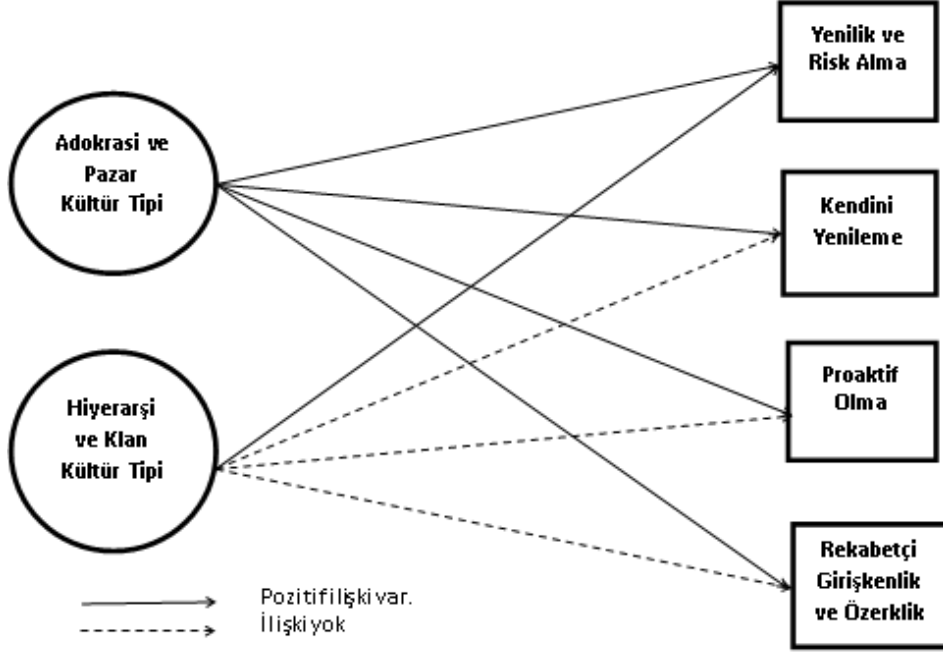 Yenilik ve
Risk Alma
Adokrasi ve
Pazar
Kültür Tipi
Kendini
Yenileme
Hiyerarşi
ve Klan
Kültür Tipi
Proaktif
Olma
Rekabetçi
Girişkenlik
ve Özerklik
Pozitif ilişki var.
İlişki yok